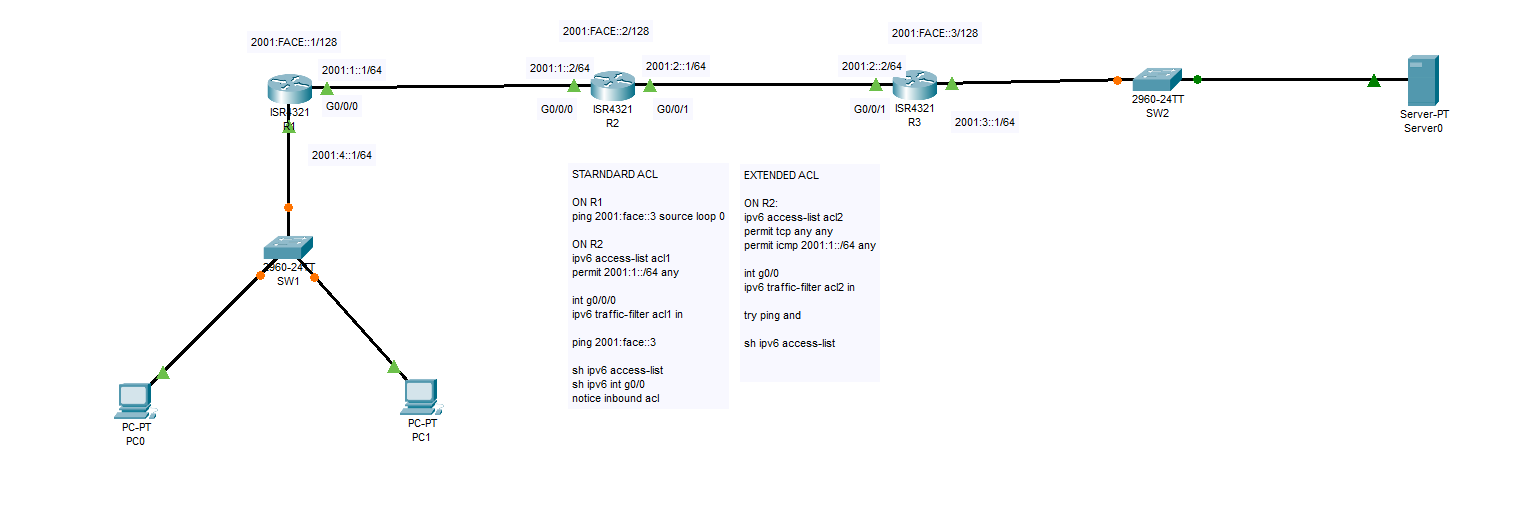 2001:FACE::1/128
2001:FACE::2/128
2001:FACE::3/128
2001:1::1/64
2001:1::2/64
2001:2::1/64
2001:2::2/64
G0/0/0
G0/0/0
G0/0/1
G0/0/1
ISR4321
R1
ISR4321
R2
ISR4321
R3
2001:3::1/64
2960-24TT
SW2
Server-PT
Server0
2001:4::1/64
2960-24TT
SW1
PC-PT
PC0
PC-PT
PC1
STARNDARD ACL
ON R1
ping 2001:face::3 source loop 0
ON R2
ipv6 access-list acl1
permit 2001:1::/64 any
int g0/0/0
ipv6 traffic-filter acl1 in
ping 2001:face::3
sh ipv6 access-list
sh ipv6 int g0/0
notice inbound acl
EXTENDED ACL
ON R2:
ipv6 access-list acl2
permit tcp any any
permit icmp 2001:1::/64 any
int g0/0
ipv6 traffic-filter acl2 in
try ping and
sh ipv6 access-list